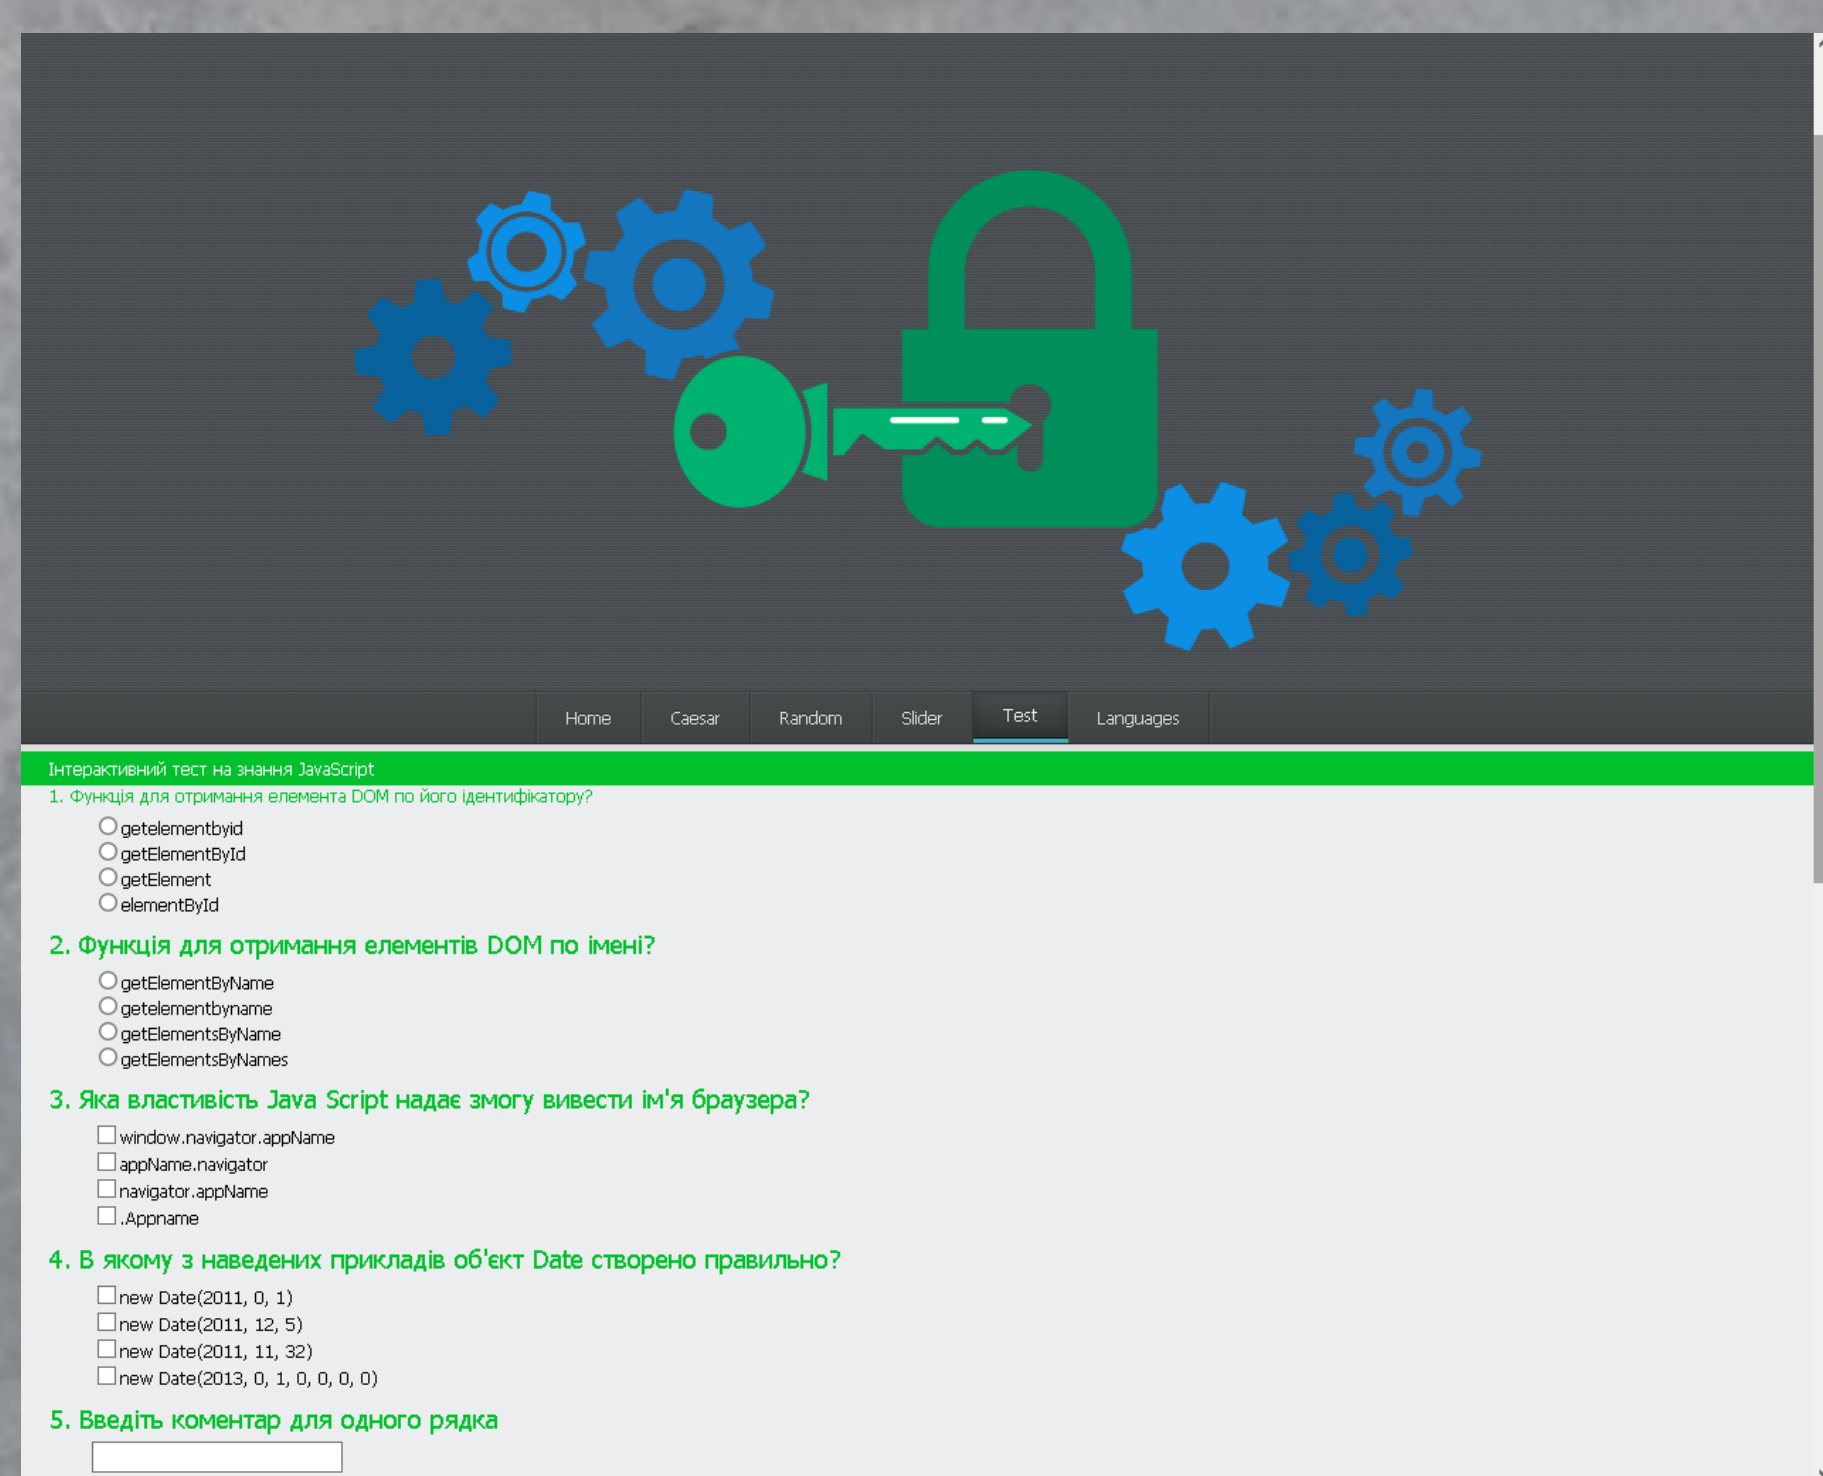 Home Caesar Random Slider Test Languages
Інтерактивний тест на знання JavaScript
1. Функція для отримання елемента DOM по його ідентифікатору?
getelementbyid
getElementById
getElement
elementById
2. Функція для отримання елементів DOM по імені?
getElementByName
getelementbyname
getElementsByName
getElementsByNames
3. Яка властивість Java Script надає змогу вивести ім'я браузера?
window.navigator.appName
appName.navigator
navigator.appName
.Appname
4. В якому з наведених прикладів об'єкт Date створено правильно?
new Date(2011, 0, 1)
new Date(2011, 12, 5)
new Date(2011, 11, 32)
new Date(2013, 0, 1, 0, 0, 0, 0)
5. Введіть коментар для одного рядка